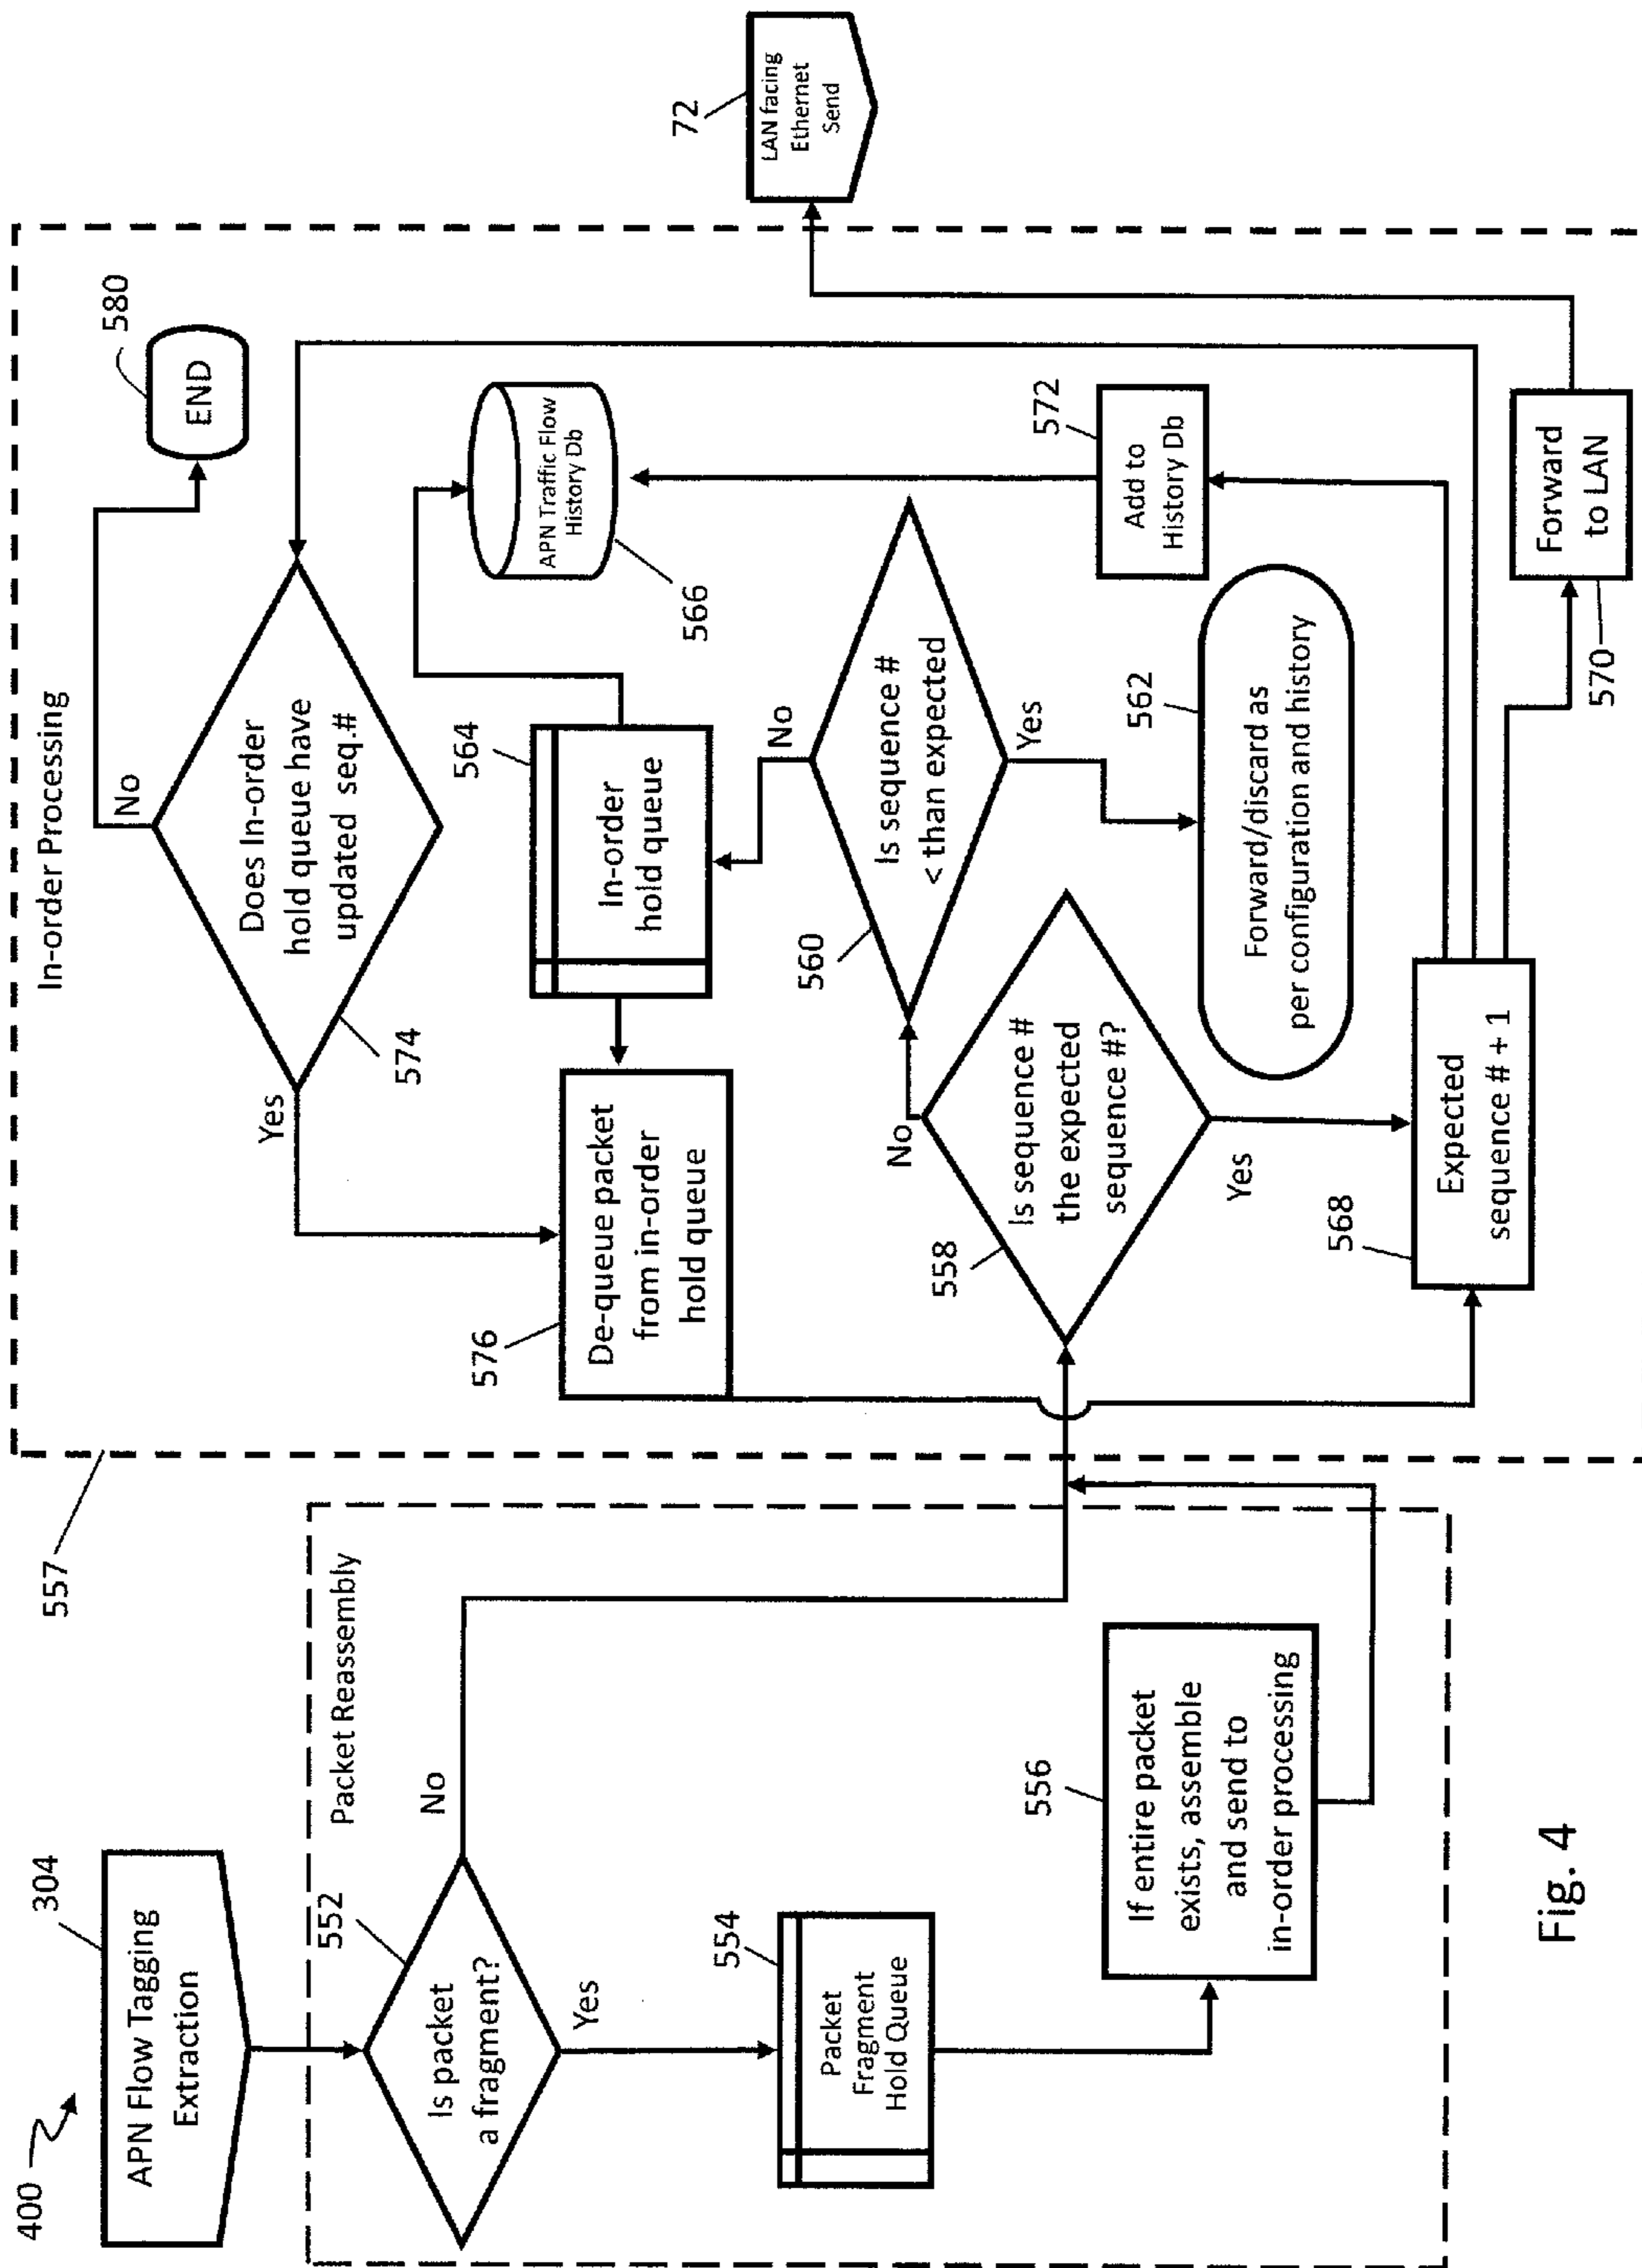 400
304
APN Flow Tagging
Extraction
Packet Reassembly
552
Is packet
a fragment?
No
Yes
554
Packet
Fragment
Hold Queue
556
If entire packet
exists, assemble
and send to
in-order processing
557
In-order Processing
558
Is sequence #
the expected
sequence #?
No
Yes
560
Is sequence #
< than expected
No
Yes
562
Forward/discard as
per configuration and history
564
In-order
hold queue
566
APN Traffic Flow
History Db
568
Expected
sequence # + 1
570
Forward
to LAN
572
Add to
History Db
574
Does In-order
hold queue have
updated seq.#
Yes
No
576
De-queue packet
from in-order
hold queue
580
END
72
LAN facing
Ethernet
Send
Fig. 4